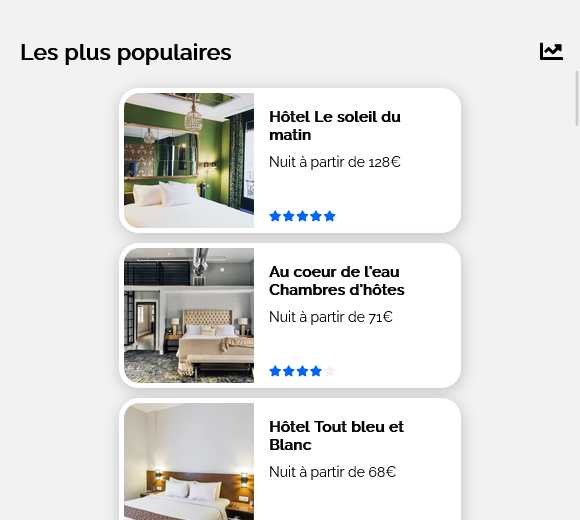 Les plus populaires
Hôtel Le soleil du
matin
Nuit à partir de 128€
Au coeur de l'eau
Chambres d'hôtes
Nuit à partir de 71€
Hôtel Tout bleu et
Blanc
Nuit à partir de 68€